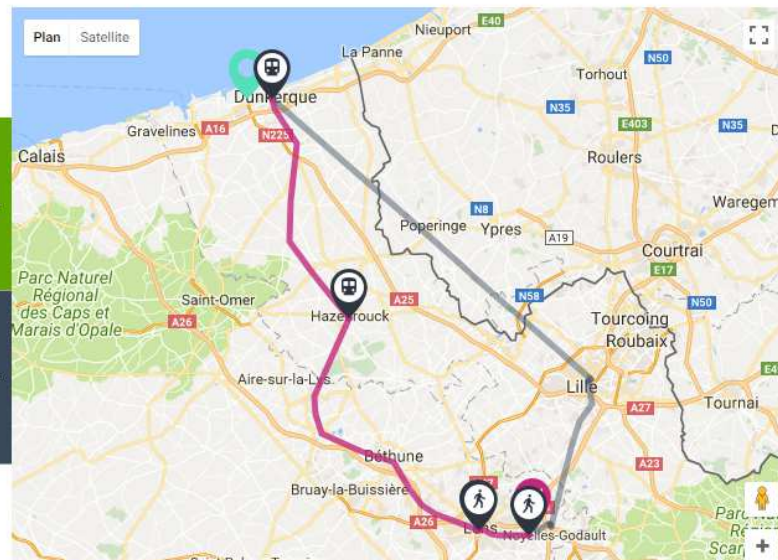 Plan Satellite
Nieuport
E40
La Panne
N50
Torhout
Dunkerque
N35
E403
N35
Gravelines
A16
N225
Calais
Roulers
N8
Waregem
Poperinge
Ypres
A19
Courtrai
E17
Parc Naturel
Régional
des Caps et
Marais d'Opale
Saint-Omer
A25
N58
N50
A26
Hazebrouck
Tourcoing
Roubaix
Aire-sur-la-Lys
Lille
A27
Tournai
Béthune
A23
Bruay-la-Buissière
A26
Lens
Noyelles-Godault